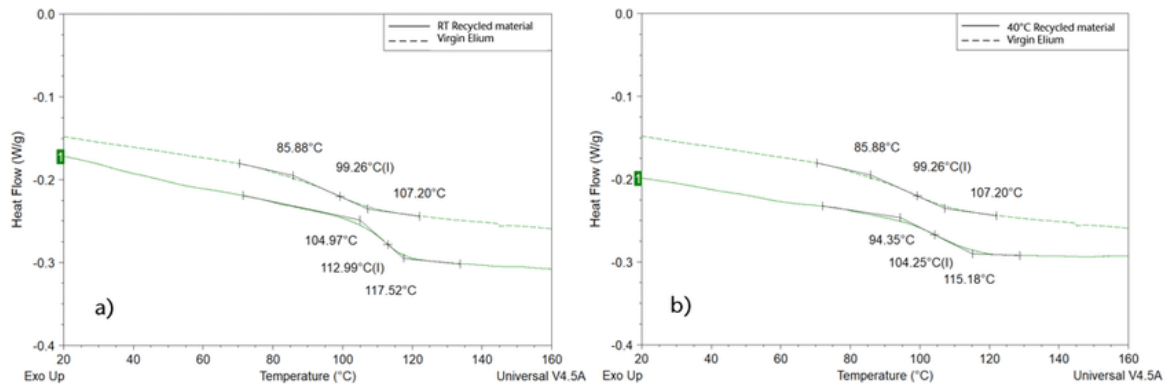 0.0
-0.1
-0.2
-0.3
-0.4
Heat Flow (W/g)
RT Recycled material
Virgin Elium
1
85.88°C
99.26°C(I)
107.20°C
104.97°C
112.99°C(I)
117.52°C
a)
20
40
60
80
100
120
140
160
Exo Up
Temperature (°C)
Universal V4.5A
0.0
-0.1
-0.2
-0.3
-0.4
Heat Flow (W/g)
40°C Recycled material
Virgin Elium
1
85.88°C
99.26°C(I)
107.20°C
94.35°C
104.25°C(I)
115.18°C
b)
20
40
60
80
100
120
140
160
Exo Up
Temperature (°C)
Universal V4.5A